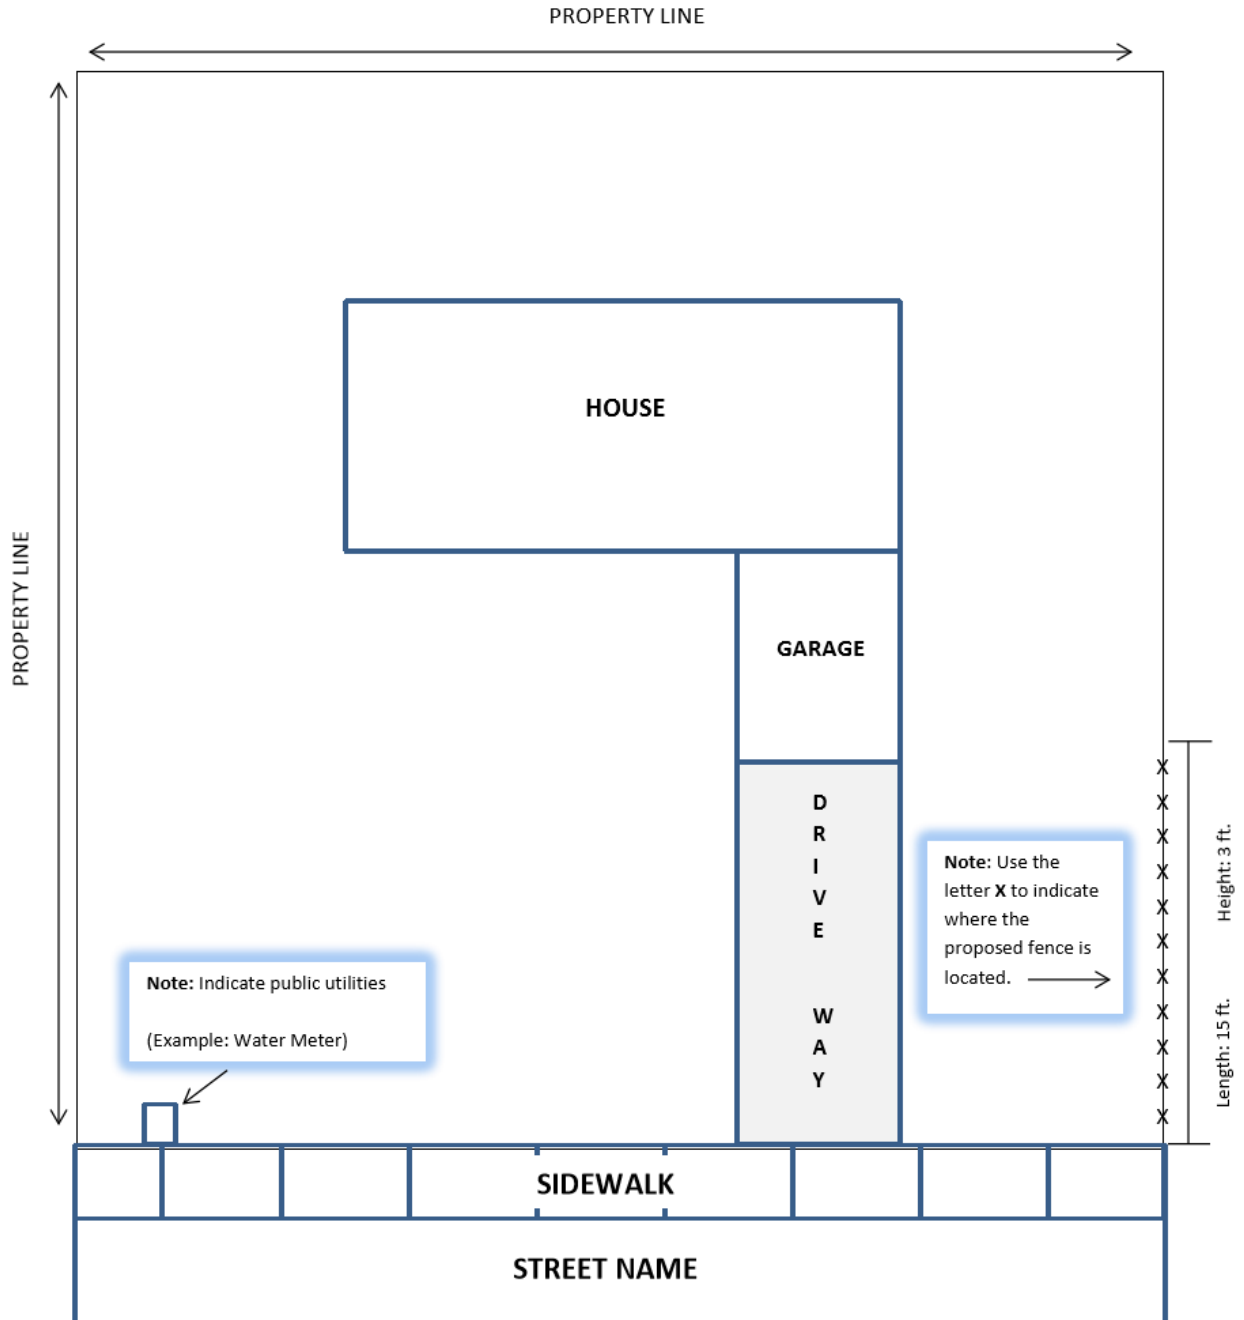 PROPERTY LINE
PROPERTY LINE
HOUSE
GARAGE
D
R
I
V
E
W
A
Y
Note: Use the
letter X to indicate
where the
proposed fence is
located.
X
X
X
X
X
X
X
X
X
X
X
Height: 3 ft.
Length: 15 ft.
Note: Indicate public utilities
(Example: Water Meter)
SIDEWALK
STREET NAME